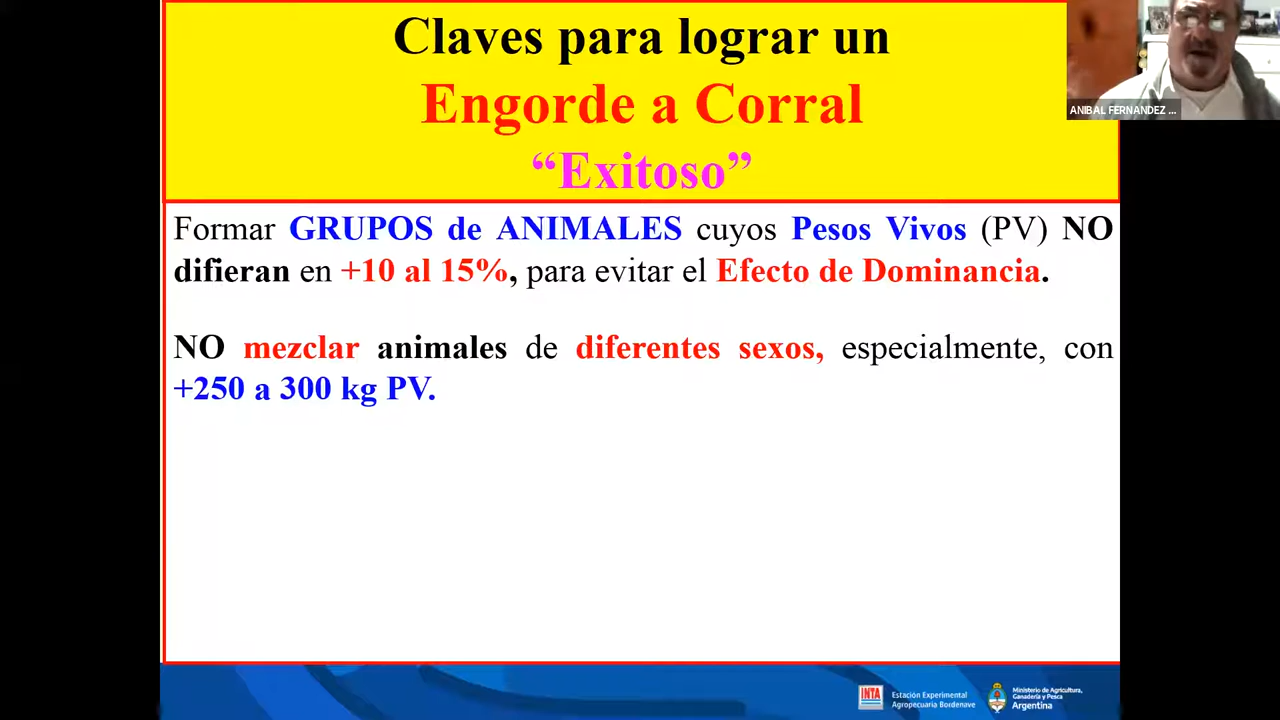 Claves para lograr un
Engorde a Corral
“Exitoso”
ANIBAL FERNANDEZ ...
Formar GRUPOS de ANIMALES cuyos Pesos Vivos (PV) NO
difieran en +10 al 15%, para evitar el Efecto de Dominancia.
NO mezclar animales de diferentes sexos, especialmente, con
+250 a 300 kg PV.
INTA
Estación Experimental
Agropecuaria Bordenave
Ministerio de Agricultura,
Ganadería y Pesca
Argentina